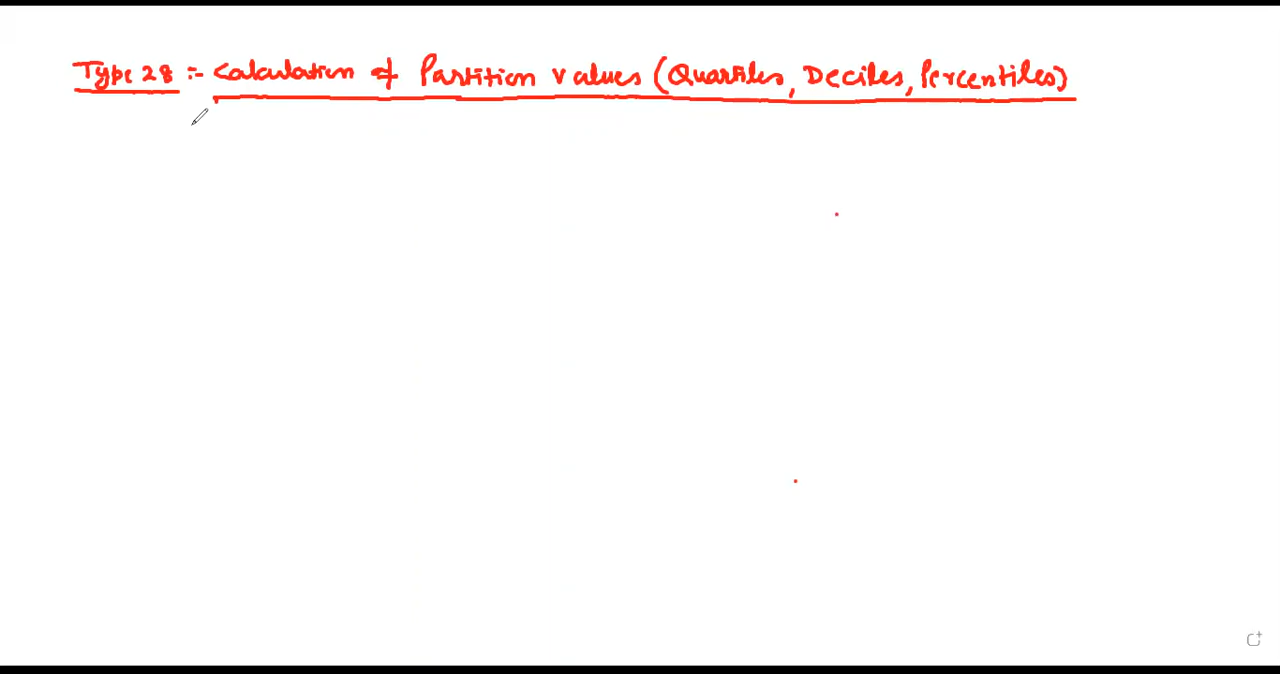 Type 28 :- Calculation of Partition Values (Quartiles, Deciles, Percentiles)